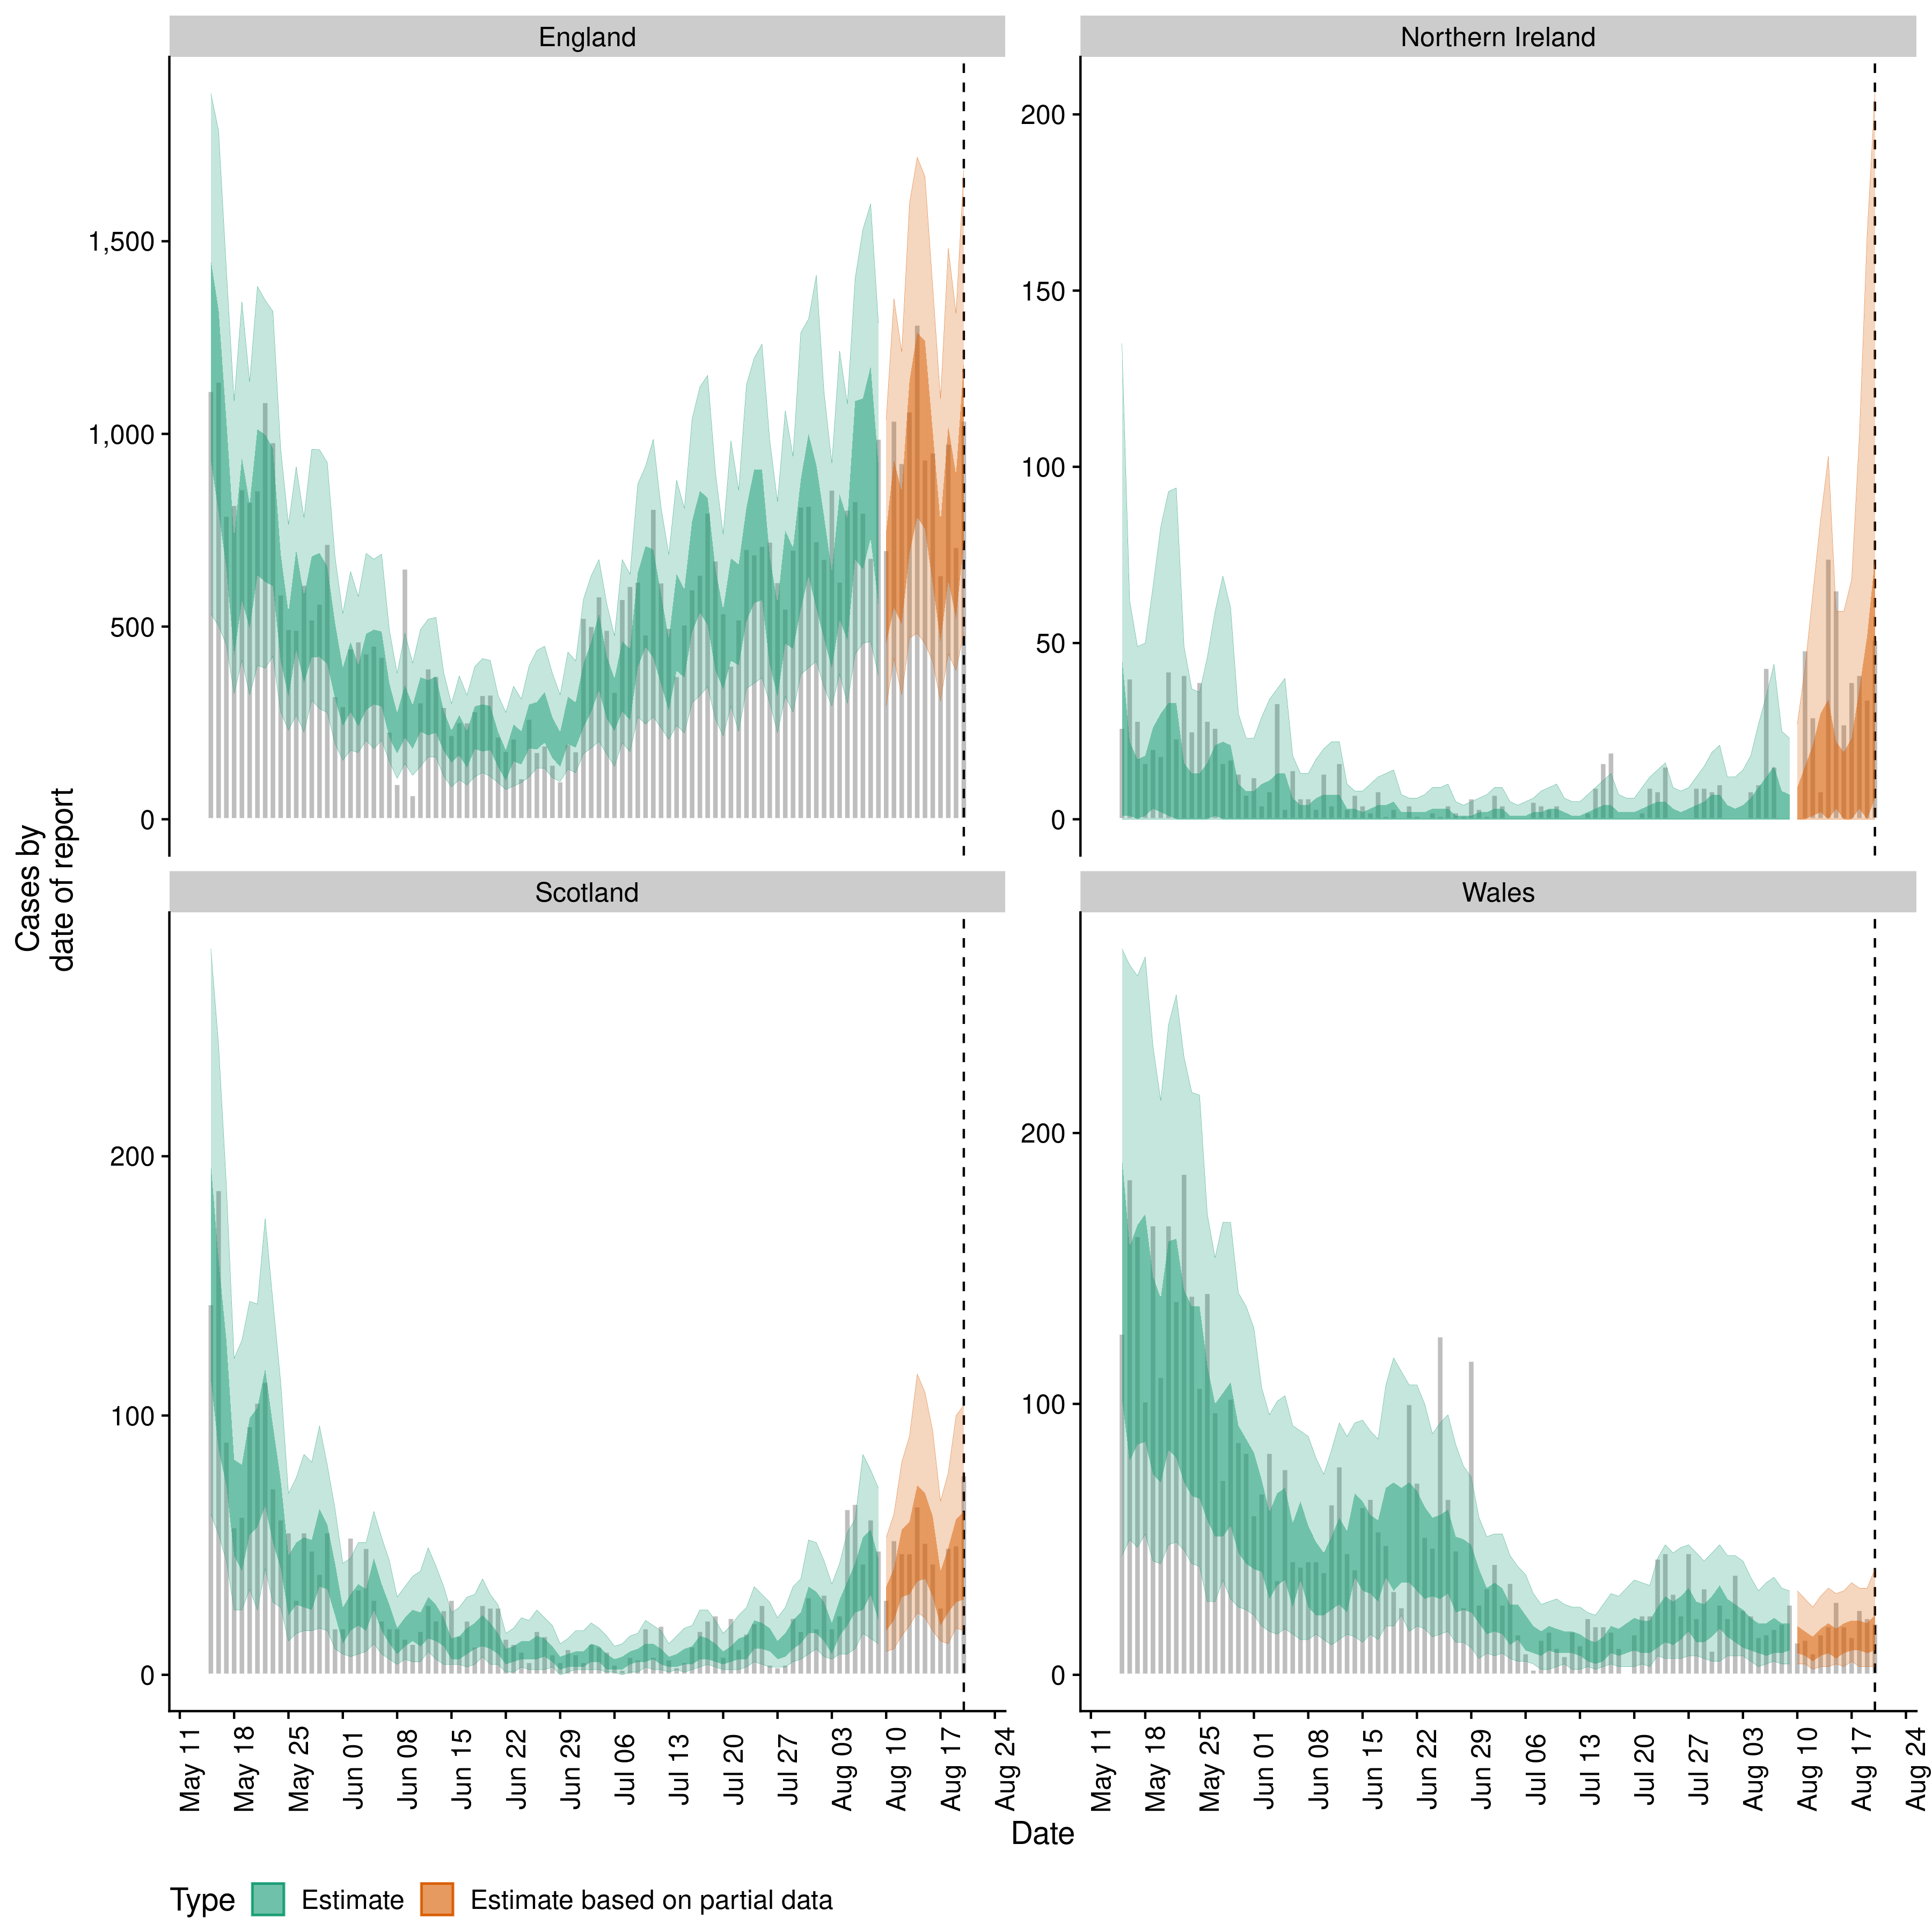 England
Northern Ireland
1,500
1,000
500
0
200
150
100
50
0
Scotland
Wales
200
100
0
200
100
0
Cases by
date of report
May 11
May 18
May 25
Jun 01
Jun 08
Jun 15
Jun 22
Jun 29
Jul 06
Jul 13
Jul 20
Jul 27
Aug 03
Aug 10
Aug 17
Aug 24
May 11
May 18
May 25
Jun 01
Jun 08
Jun 15
Jun 22
Jun 29
Jul 06
Jul 13
Jul 20
Jul 27
Aug 03
Aug 10
Aug 17
Aug 24
Date
Type Estimate Estimate based on partial data